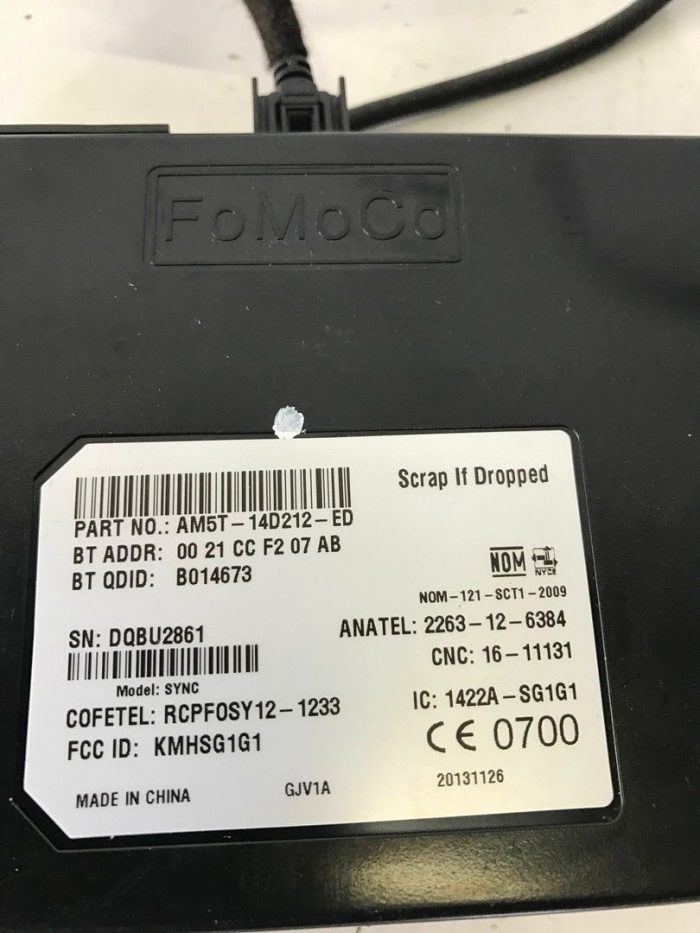 FoMoCo
Scrap If Dropped
PART NO.: AM5T-14D212-ED
BT ADDR: 00 21 CC F2 07 AB
BT QDID: B014673
NOM
NYCE
NOM-121-SCT1-2009
SN: DQBU2861
ANATEL: 2263-12-6384
CNC: 16-11131
Model: SYNC
IC: 1422A-SG1G1
COFETEL: RCPFOSY12-1233
CE 0700
FCC ID: KMHSG1G1
MADE IN CHINA
GJV1A
20131126